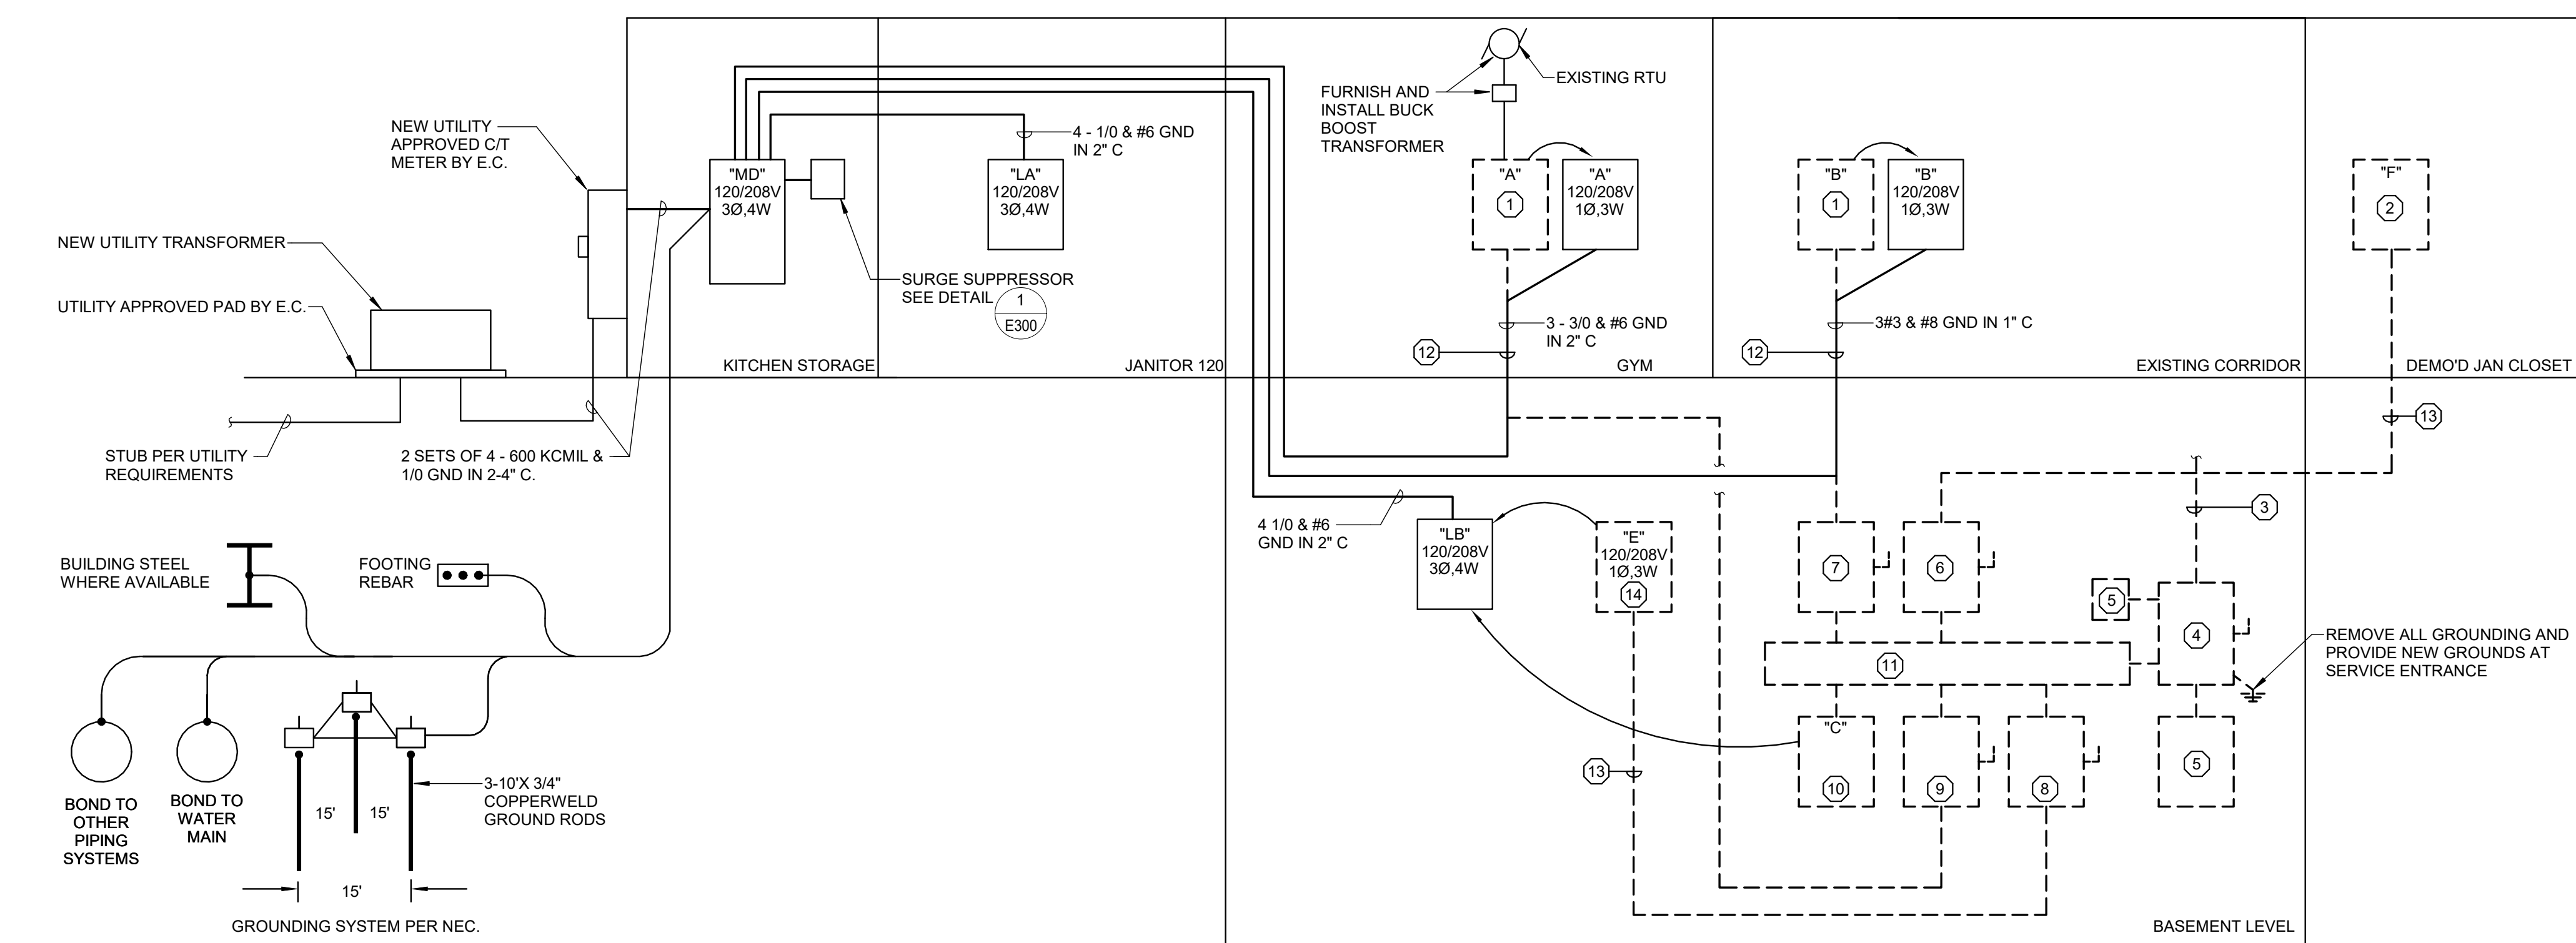 EXISTING RTU
FURNISH AND
INSTALL BUCK
BOOST
TRANSFORMER
NEW UTILITY
APPROVED C/T
METER BY E.C.
4 - 1/0 & #6 GND
IN 2" C
"MD"
120/208V
3Ø,4W
"LA"
120/208V
3Ø,4W
"A"
1
"A"
120/208V
1Ø,3W
"B"
1
"B"
120/208V
1Ø,3W
"F"
2
NEW UTILITY TRANSFORMER
UTILITY APPROVED PAD BY E.C.
SURGE SUPPRESSOR
SEE DETAIL
1
E300
3 - 3/0 & #6 GND
IN 2" C
3#3 & #8 GND IN 1" C
12
12
KITCHEN STORAGE
JANITOR 120
GYM
EXISTING CORRIDOR
DEMO'D JAN CLOSET
13
STUB PER UTILITY
REQUIREMENTS
2 SETS OF 4 - 600 KCMIL &
1/0 GND IN 2-4" C.
3
4 1/0 & #6
GND IN 2" C
"LB"
120/208V
3Ø,4W
"E"
120/208V
1Ø,3W
14
7
6
5
4
BUILDING STEEL
WHERE AVAILABLE
FOOTING
REBAR
REMOVE ALL GROUNDING AND
PROVIDE NEW GROUNDS AT
SERVICE ENTRANCE
11
"C"
10
9
8
5
13
BOND TO
OTHER
PIPING
SYSTEMS
BOND TO
WATER
MAIN
15'
15'
3-10'X 3/4"
COPPERWELD
GROUND RODS
15'
GROUNDING SYSTEM PER NEC.
BASEMENT LEVEL